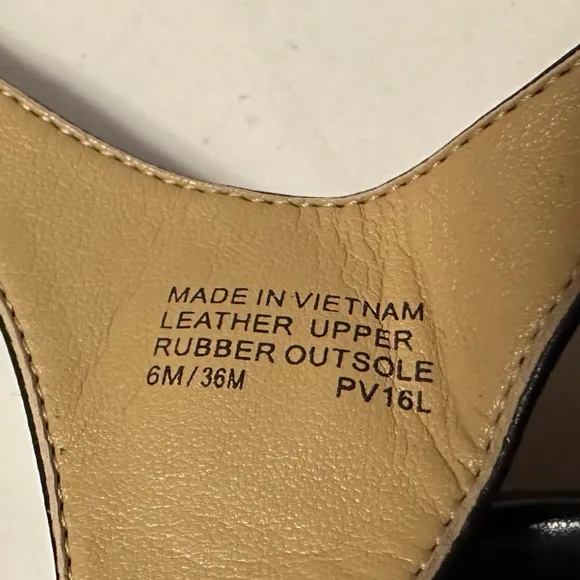 MADE IN VIETNAM
LEATHER UPPER
RUBBER OUTSOLE
6M/36M PV16L